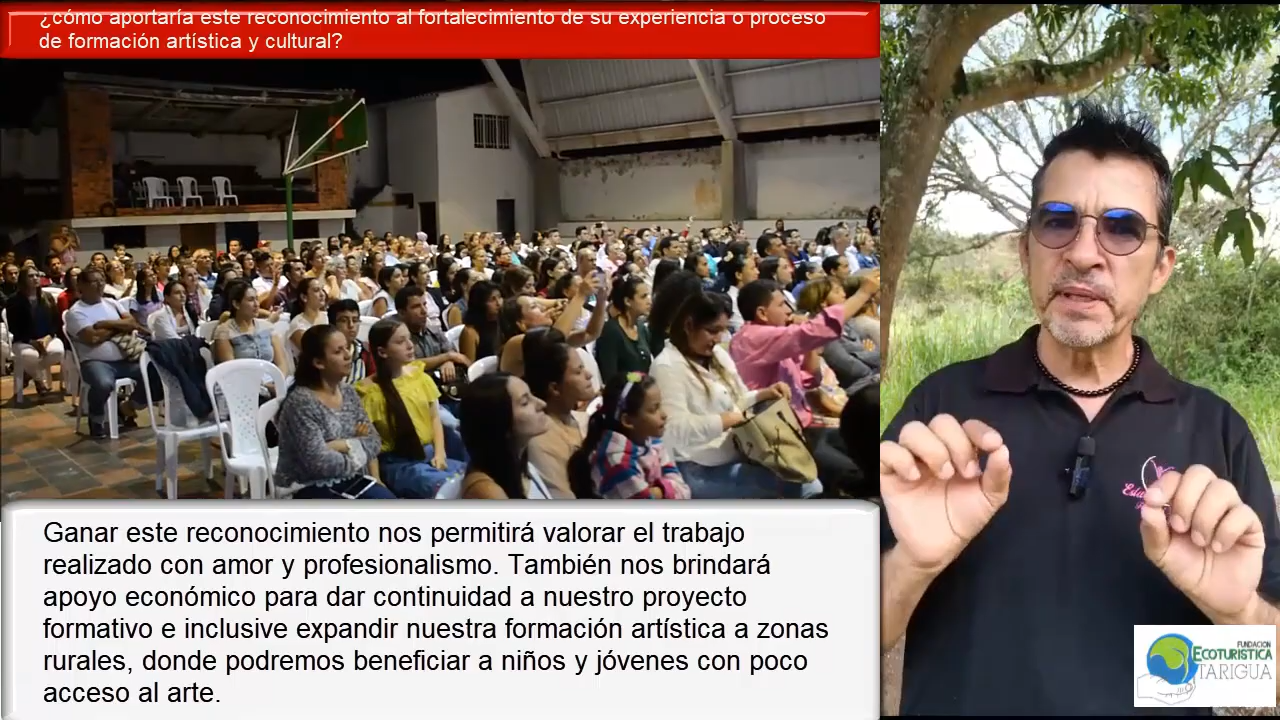 ¿cómo aportaría este reconocimiento al fortalecimiento de su experiencia o proceso
de formación artística y cultural?
Ganar este reconocimiento nos permitirá valorar el trabajo
realizado con amor y profesionalismo. También nos brindará
apoyo económico para dar continuidad a nuestro proyecto
formativo e inclusive expandir nuestra formación artística a zonas
rurales, donde podremos beneficiar a niños y jóvenes con poco
acceso al arte.
FUNDACION
ECOTURISTICA
TARIGUA